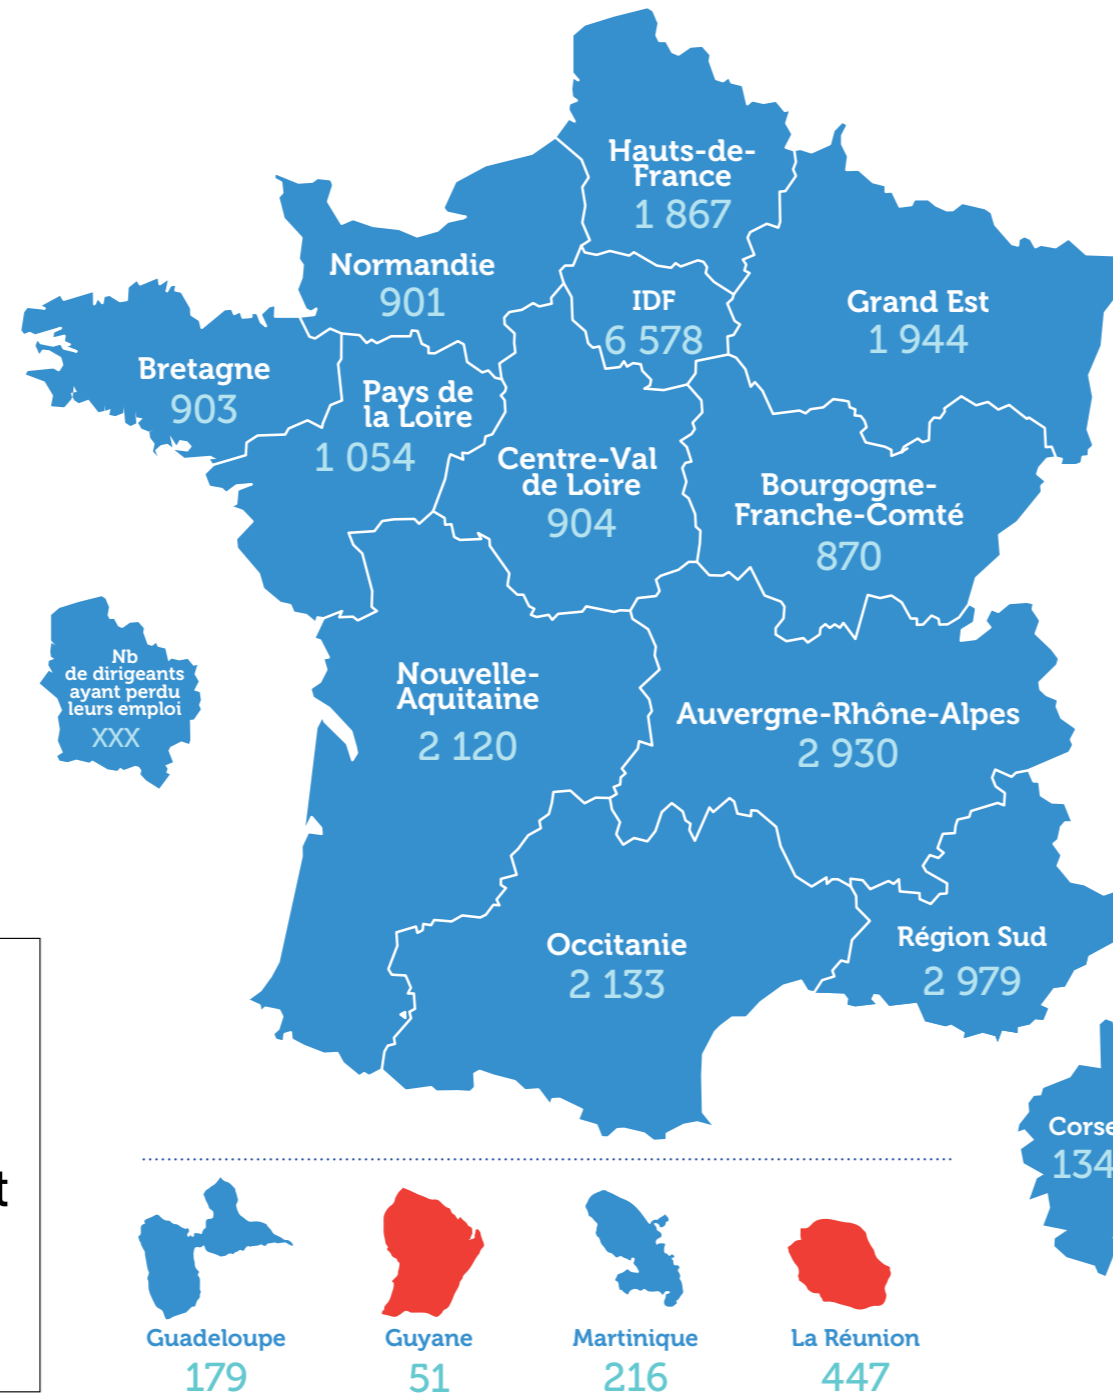 Hauts-de-
France
1 867
Normandie
901
IDF
6 578
Grand Est
1 944
Bretagne
903
Pays de
la Loire
1 054
Centre-Val
de Loire
904
Bourgogne-
Franche-Comté
870
Nb
de dirigeants
ayant perdu
leurs emploi
XXX
Nouvelle-
Aquitaine
2 120
Auvergne-Rhône-Alpes
2 930
Occitanie
2 133
Région Sud
2 979
Corse
134
t
Guadeloupe
179
Guyane
51
Martinique
216
La Réunion
447